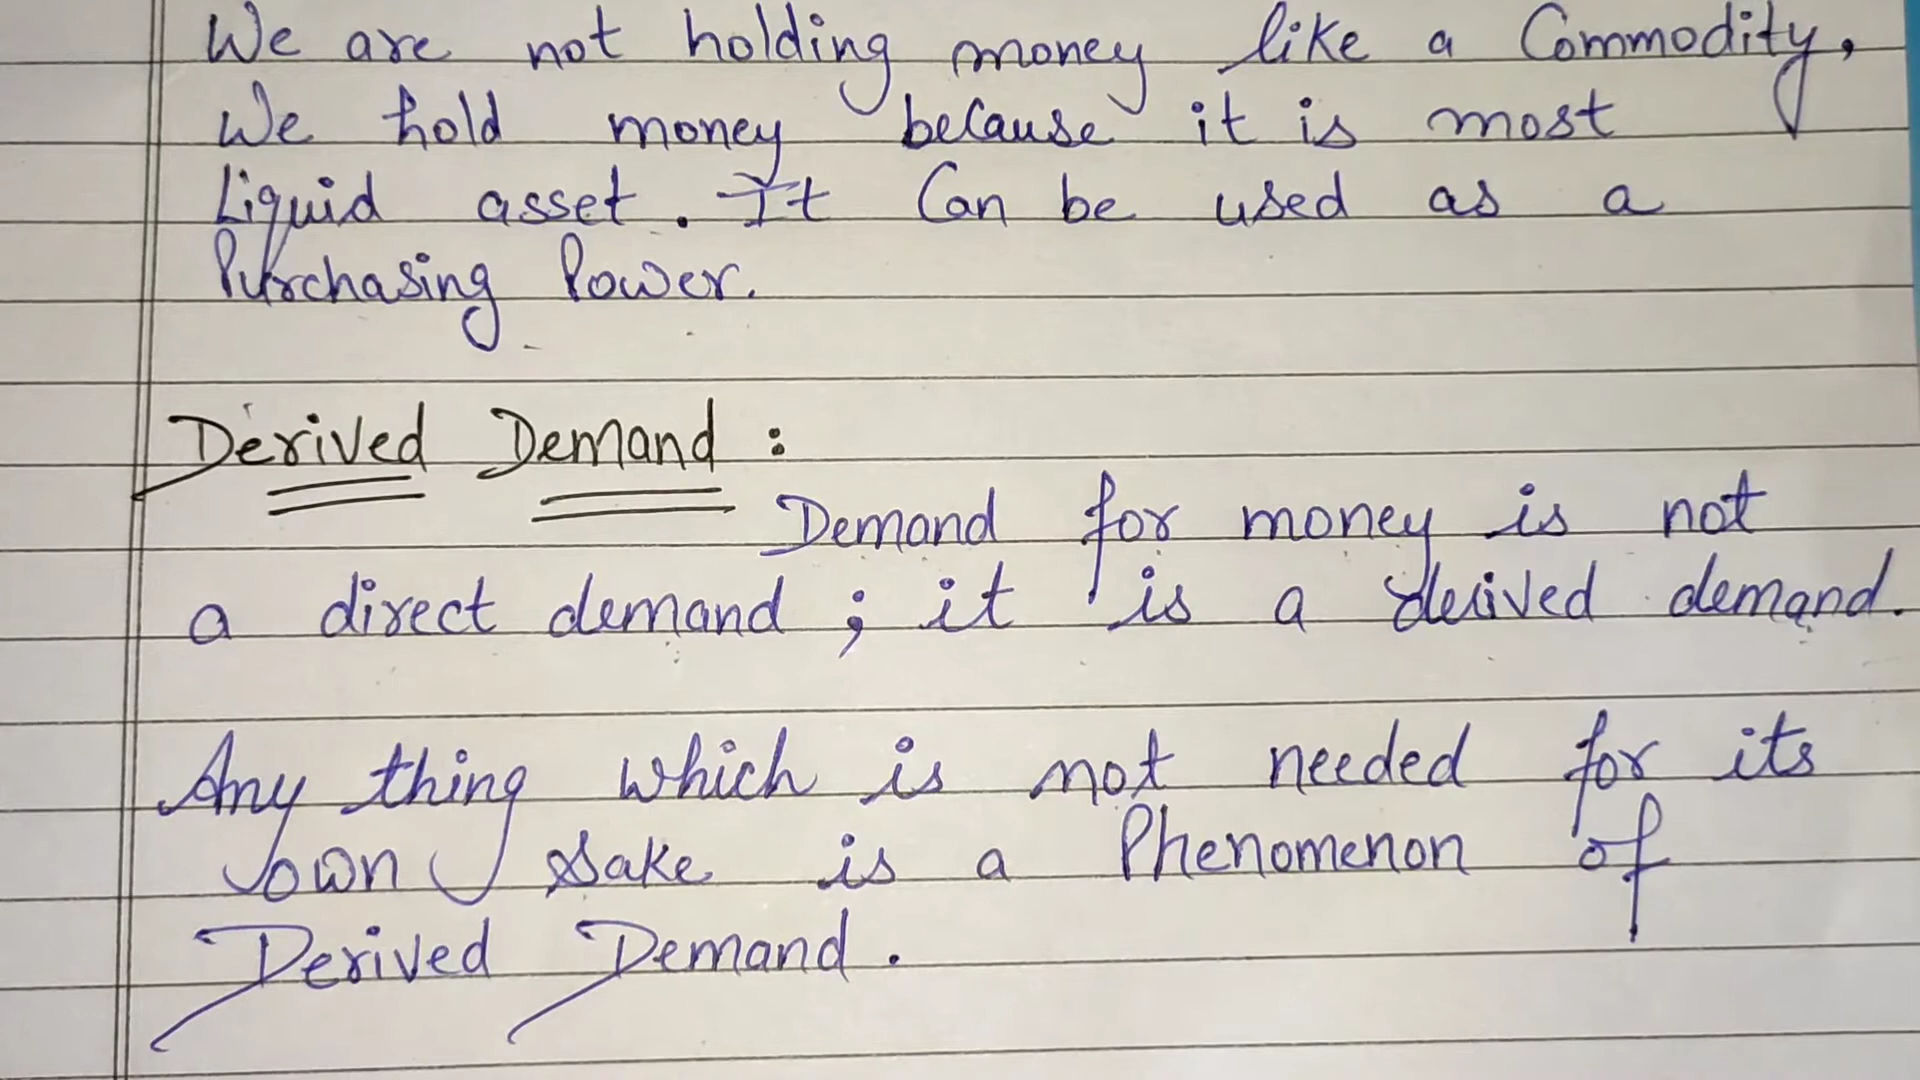 We are not holding money like a Commodity,
We hold money because it is most
Liquid asset. It Can be used as a
Purchasing Power.
Derived Demand :
Demand for money is not
a direct demand ; it is a derived demand.
Any thing which is not needed for its
own sake is a Phenomenon of
Derived Demand.